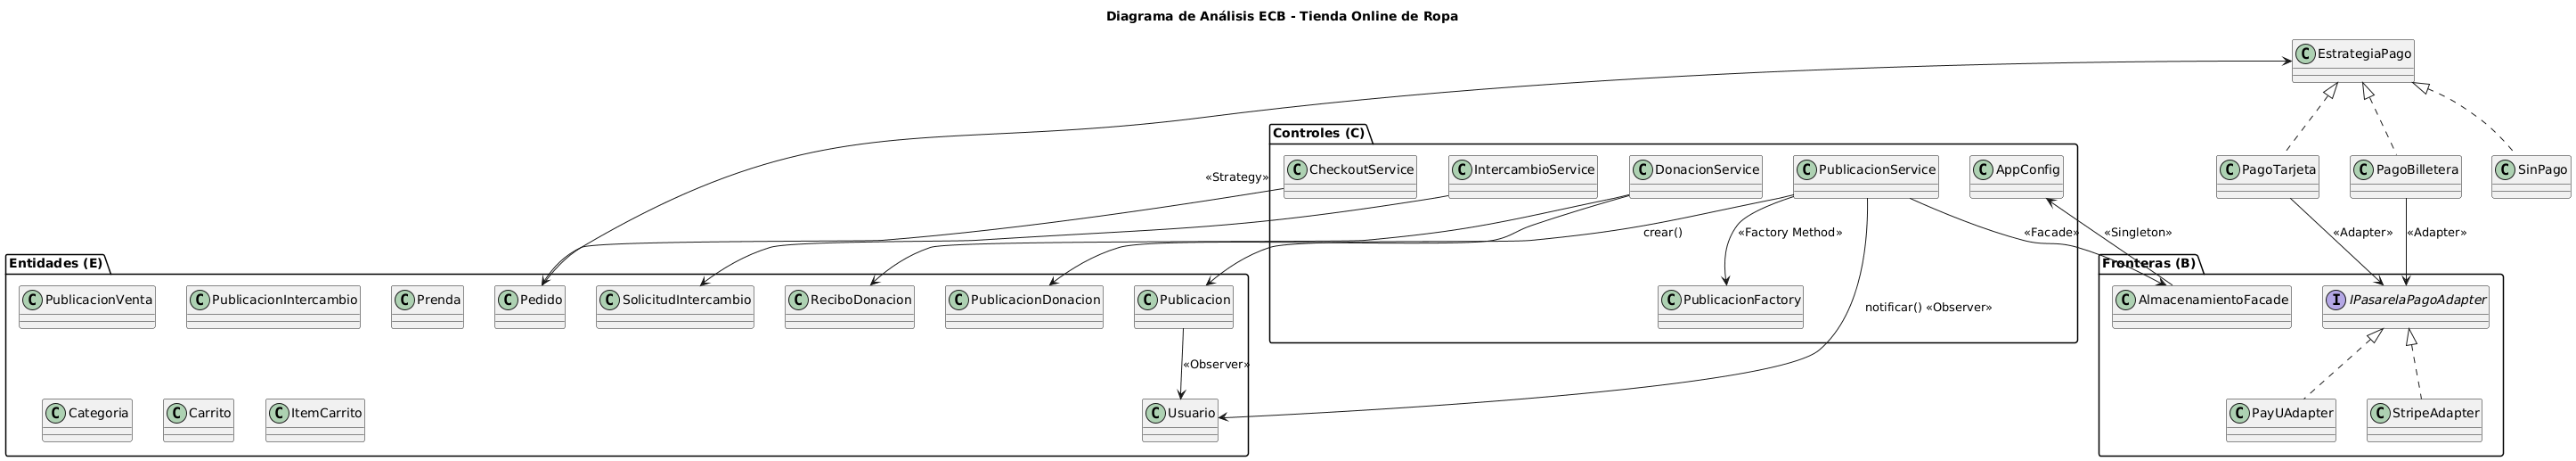 Diagrama de Análisis ECB - Tienda Online de Ropa
C EstrategiaPago
Controles (C)
C CheckoutService
C IntercambioService
C DonacionService
C PublicacionService
C AppConfig
C PagoTarjeta
C PagoBilletera
C SinPago
«Strategy»
crear()
«Factory Method»
«Facade»
«Singleton»
«Adapter»
«Adapter»
Entidades (E)
Fronteras (B)
C PublicacionVenta
C PublicacionIntercambio
C Prenda
C Pedido
C SolicitudIntercambio
C ReciboDonacion
C PublicacionDonacion
C Publicacion
C PublicacionFactory
C AlmacenamientoFacade
I IPasarelaPagoAdapter
notificar() «Observer»
«Observer»
C Categoria
C Carrito
C ItemCarrito
C Usuario
C PayUAdapter
C StripeAdapter